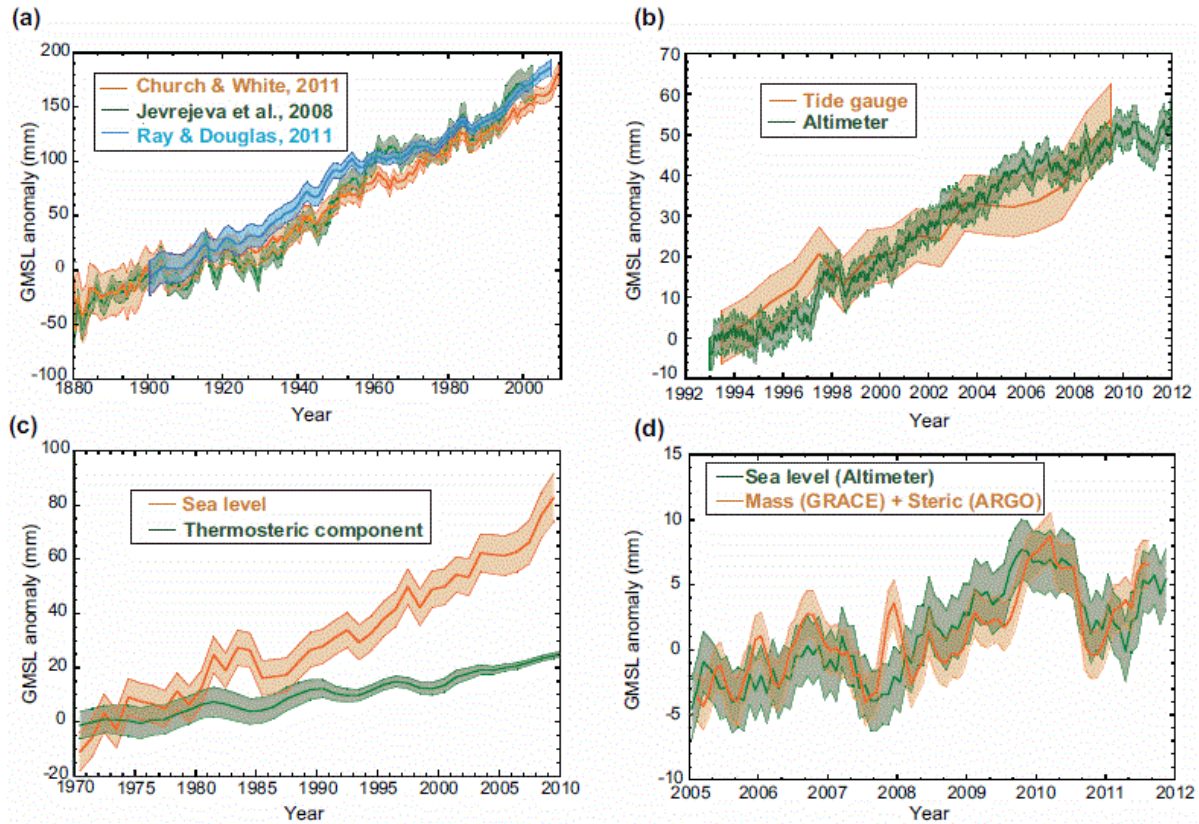 (a)
200
150
100
50
0
-50
-100
GMSL anomaly (mm)
Church & White, 2011
Jevrejeva et al., 2008
Ray & Douglas, 2011
1880 1900 1920 1940 1960 1980 2000
Year
(b)
70
60
50
40
30
20
10
0
-10
GMSL anomaly (mm)
Tide gauge
Altimeter
1992 1994 1996 1998 2000 2002 2004 2006 2008 2010 2012
Year
(c)
100
80
60
40
20
0
-20
GMSL anomaly (mm)
Sea level
Thermosteric component
1970 1975 1980 1985 1990 1995 2000 2005 2010
Year
(d)
15
10
5
0
-5
-10
GMSL anomaly (mm)
Sea level (Altimeter)
Mass (GRACE) + Steric (ARGO)
2005 2006 2007 2008 2009 2010 2011 2012
Year